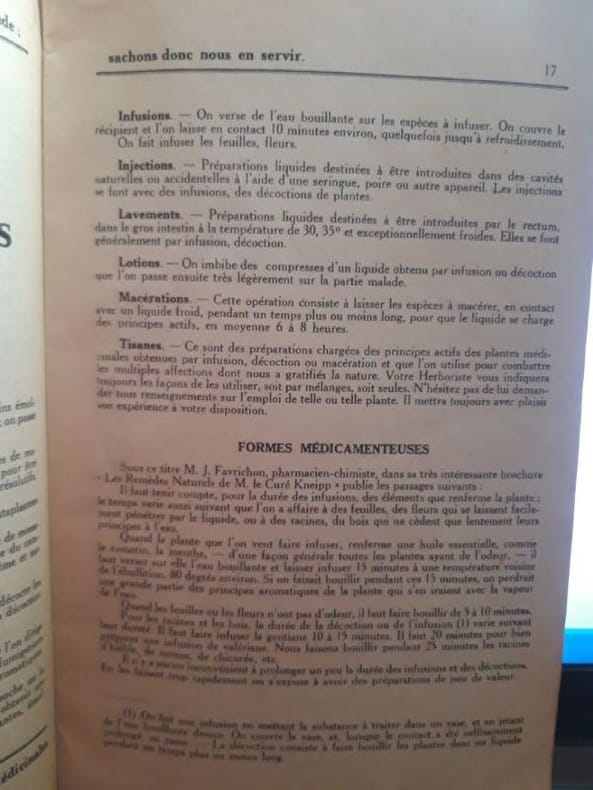 sachons donc nous en servir.
17
Infusions. — On verse de l'eau bouillante sur les espèces à infuser. On couvre le
récipient et l'on laisse en contact 10 minutes environ, quelquefois jusqu'à refroidissement.
On fait infuser les feuilles, fleurs.
Injections. — Préparations liquides destinées à être introduites dans des cavités
naturelles ou accidentelles à l'aide d'une seringue, poire ou autre appareil. Les injections
se font avec des infusions, des décoctions de plantes.
Lavements. — Préparations liquides destinées à être introduites par le rectum,
dans le gros intestin à la température de 30, 35° et exceptionnellement froides. Elles se font
généralement par infusion, décoction.
Lotions. — On imbibe des compresses d'un liquide obtenu par infusion ou décoction
que l'on passe ensuite très légèrement sur la partie malade.
Macérations. — Cette opération consiste à laisser les espèces à macérer, en contact
avec un liquide froid, pendant un temps plus ou moins long, pour que le liquide se charge
des principes actifs, en moyenne 6 à 8 heures.
Tisanes. — Ce sont des préparations chargées des principes actifs des plantes médi-
cinales obtenues par infusion, décoction ou macération et que l'on utilise pour combattre
les multiples affections dont nous a gratifiés la nature. Votre Herboriste vous indiquera
toujours les façons de les utiliser, soit par mélanges, soit seules. N'hésitez pas de lui deman-
der tous renseignements sur l'emploi de telle ou telle plante. Il mettra toujours avec plaisir
son expérience à votre disposition.
FORMES MÉDICAMENTEUSES
Sous ce titre M. J. Favrichon, pharmacien-chimiste, dans sa très intéressante brochure
« Les Remèdes Naturels de M. le Curé Kneipp » publie les passages suivants :
Il faut tenir compte, pour la durée des infusions, des éléments que renferme la plante ;
le temps varie aussi suivant que l'on a affaire à des feuilles, des fleurs qui se laissent facile-
ment pénétrer par le liquide, ou à des racines, du bois qui ne cèdent que lentement leurs
principes à l'eau.
Quand la plante que l'on veut faire infuser, renferme une huile essentielle, comme
le romarin, la menthe, — d'une façon générale toutes les plantes ayant de l'odeur, — il
faut verser sur elle l'eau bouillante et laisser infuser 15 minutes à une température voisine
de l'ébullition, 80 degrés environ. Si on faisait bouillir pendant ces 15 minutes, on perdrait
une grande partie des principes aromatiques de la plante qui s'en iraient avec la vapeur
de l'eau.
Quand les feuilles ou les fleurs n'ont pas d'odeur, il faut faire bouillir de 5 à 10 minutes.
Pour les racines et les bois, la durée de la décoction ou de l'infusion (1) varie suivant
leur dureté. Il faut faire infuser la gentiane 10 à 15 minutes. Il faut 20 minutes pour bien
préparer une infusion de valériane. Nous faisons bouillir pendant 25 minutes les racines
d'hièble, de sureau, de chicorée, etc.
Il n'y a aucun inconvénient à prolonger un peu la durée des infusions et des décoctions.
En les faisant trop rapidement on s'expose à avoir des préparations de peu de valeur.
(1) On fait une infusion en mettant la substance à traiter dans un vase, et en jetant
de l'eau bouillante dessus. On couvre le vase, et, lorsque le contact a été suffisamment
prolongé, on passe. — La décoction consiste à faire bouillir les plantes dans un liquide
pendant un temps plus ou moins long.